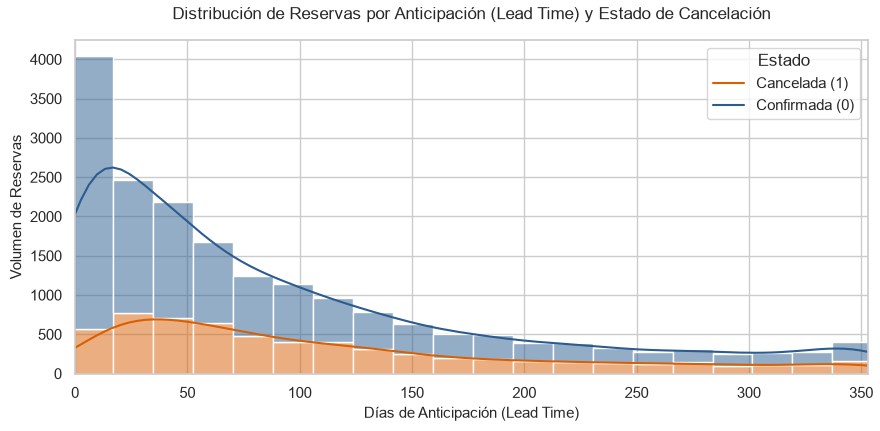 Distribución de Reservas por Anticipación (Lead Time) y Estado de Cancelación
Volumen de Reservas
4000
3500
3000
2500
2000
1500
1000
500
0
Estado
Cancelada (1)
Confirmada (0)
0 50 100 150 200 250 300 350
Días de Anticipación (Lead Time)